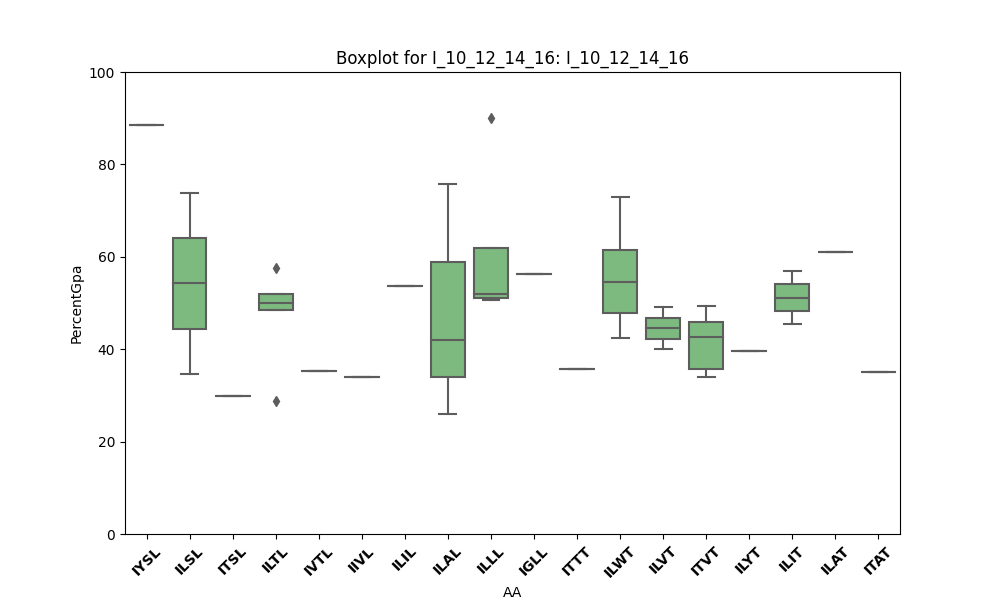 Boxplot for I_10_12_14_16: I_10_12_14_16
100
80
60
40
20
0
PercentGpa
IYSL ILSL ITSL ILTL IVTL IIVL ILIL ILAL ILLL IGLL ITTT ILWT ILVT ITVT ILYT ILIT ILAT ITAT
AA